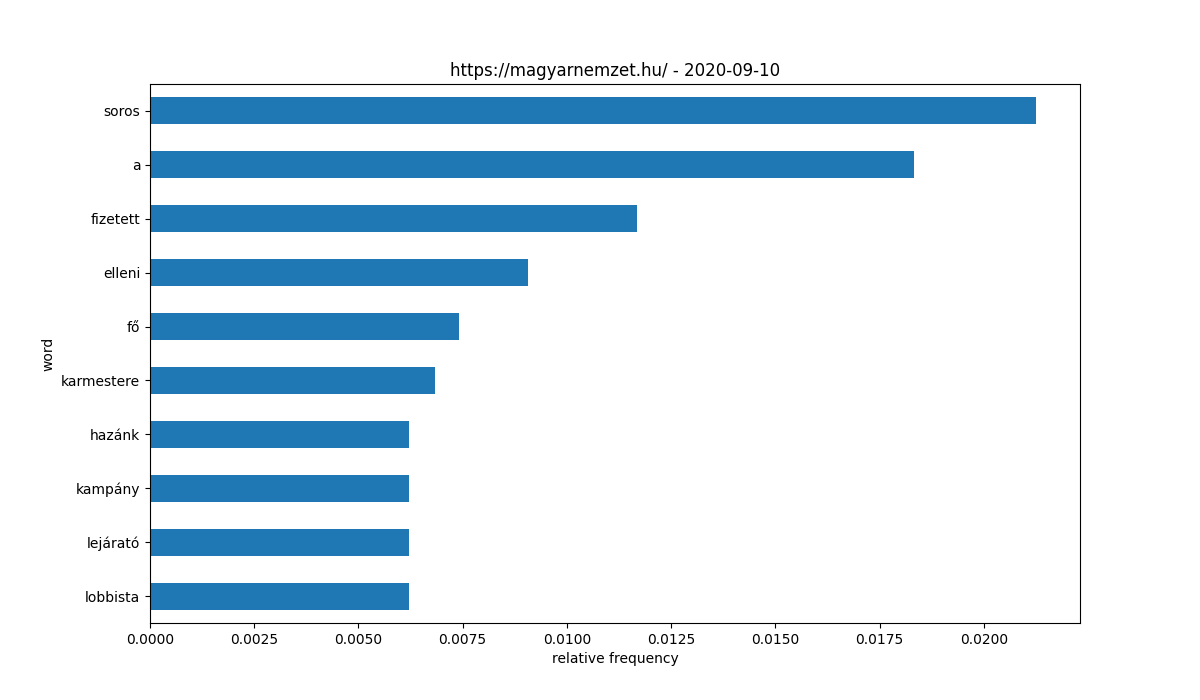 https://magyarnemzet.hu/ - 2020-09-10
soros
a
fizetett
elleni
fő
karmestere
hazánk
kampány
lejárató
lobbista
word
0.0000 0.0025 0.0050 0.0075 0.0100 0.0125 0.0150 0.0175 0.0200
relative frequency